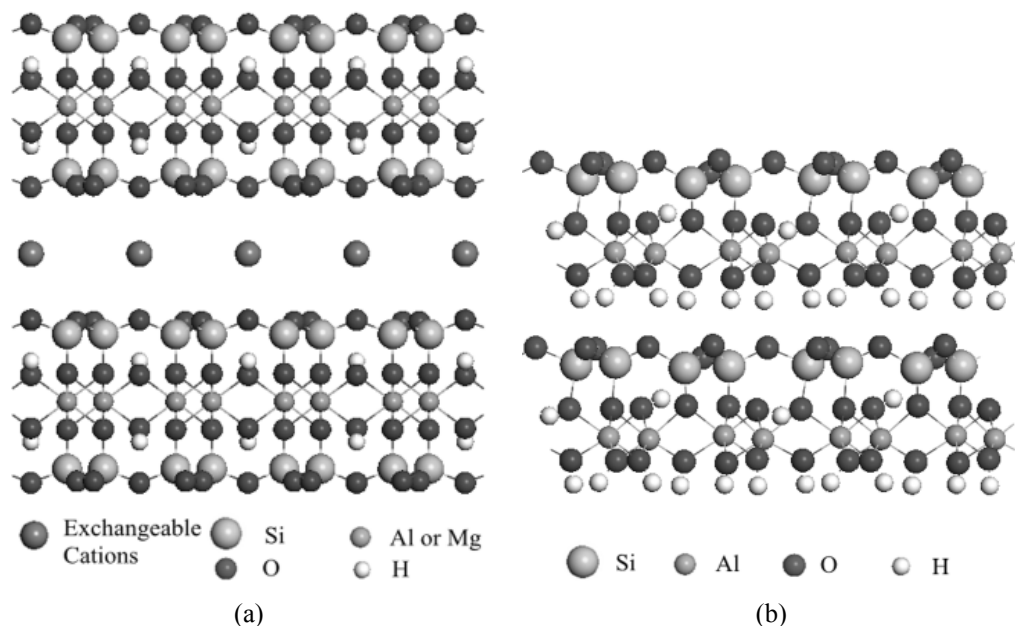 Exchangeable
Cations
Si
Al or Mg
O
H
Si
Al
O
H
(a)
(b)